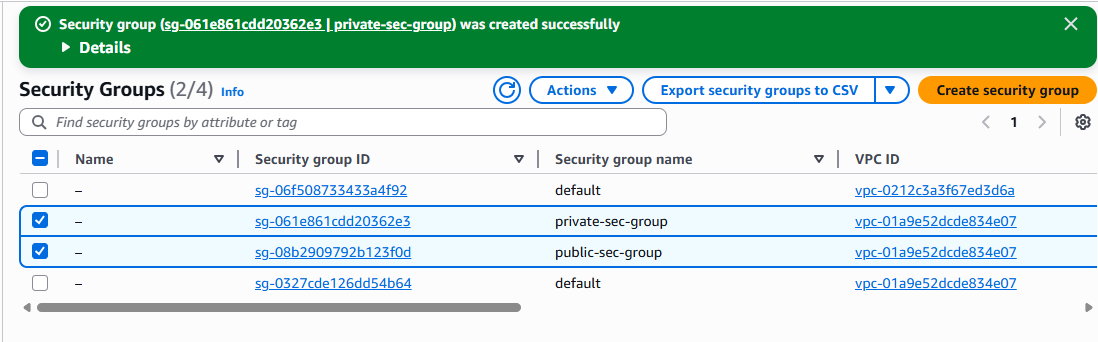 Security group (sg-061e861cdd20362e3 | private-sec-group) was created successfully
Details
Security Groups (2/4) Info Actions Export security groups to CSV Create security group
Find security groups by attribute or tag 1
Name Security group ID Security group name VPC ID
– sg-06f508733433a4f92 default vpc-0212c3a3f67ed3d6a
– sg-061e861cdd20362e3 private-sec-group vpc-01a9e52dcde834e07
– sg-08b2909792b123f0d public-sec-group vpc-01a9e52dcde834e07
– sg-0327cde126dd54b64 default vpc-01a9e52dcde834e07